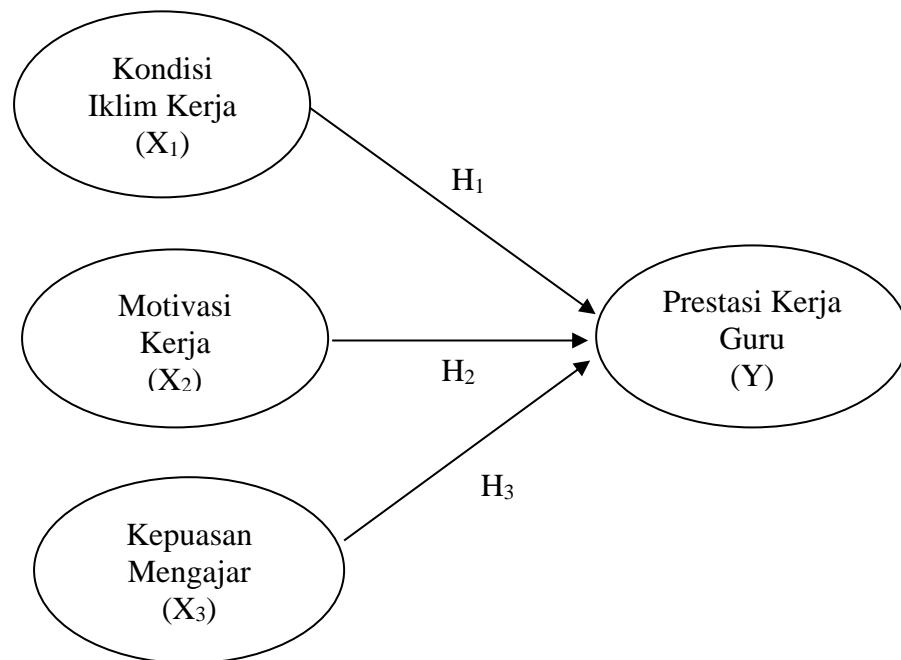 Kondisi
Iklim Kerja
(X₁)
H₁
Motivasi
Kerja
(X₂)
H₂
Prestasi Kerja
Guru
(Y)
H₃
Kepuasan
Mengajar
(X₃)